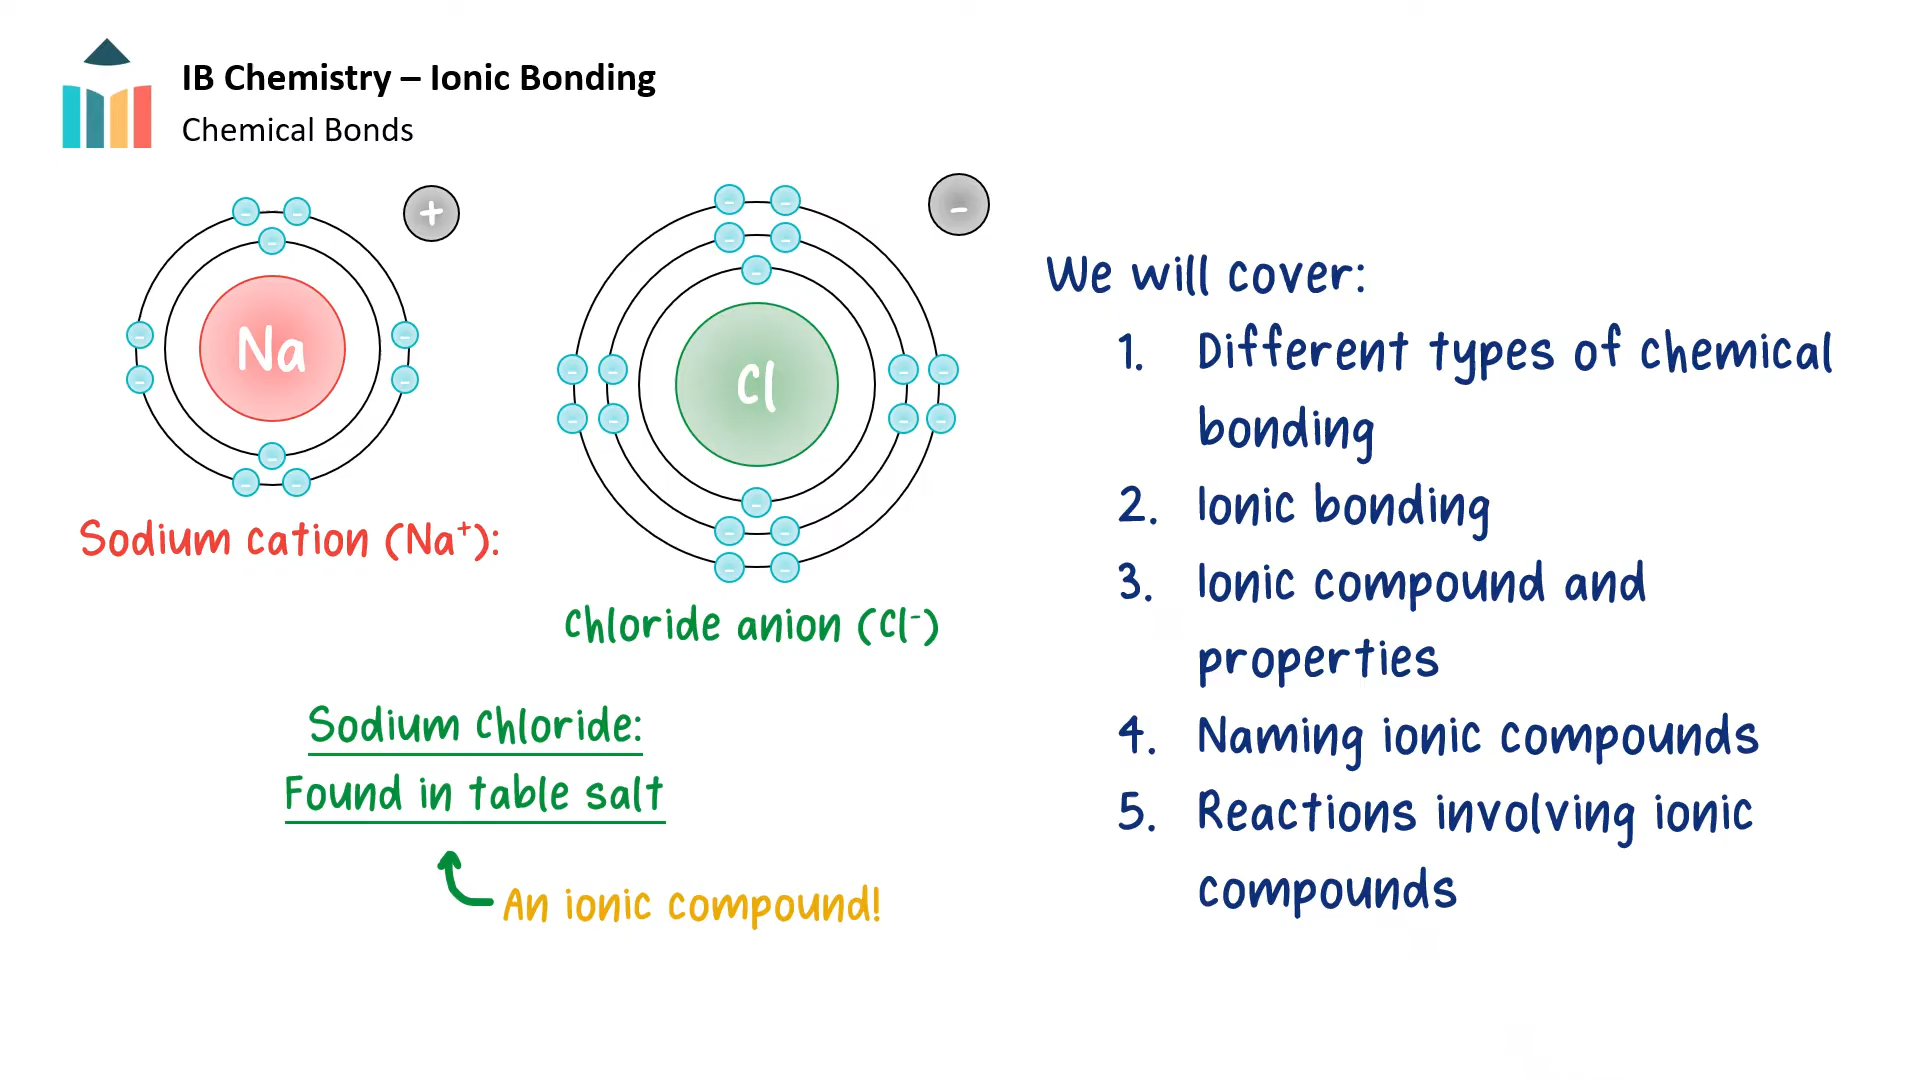 IB Chemistry – Ionic Bonding
Chemical Bonds
+
-
Na
Cl
Sodium cation (Na⁺):
Chloride anion (Cl⁻)
Sodium Chloride:
Found in table salt
An ionic compound!
We will cover:
1. Different types of chemical
bonding
2. Ionic bonding
3. Ionic compound and
properties
4. Naming ionic compounds
5. Reactions involving ionic
compounds